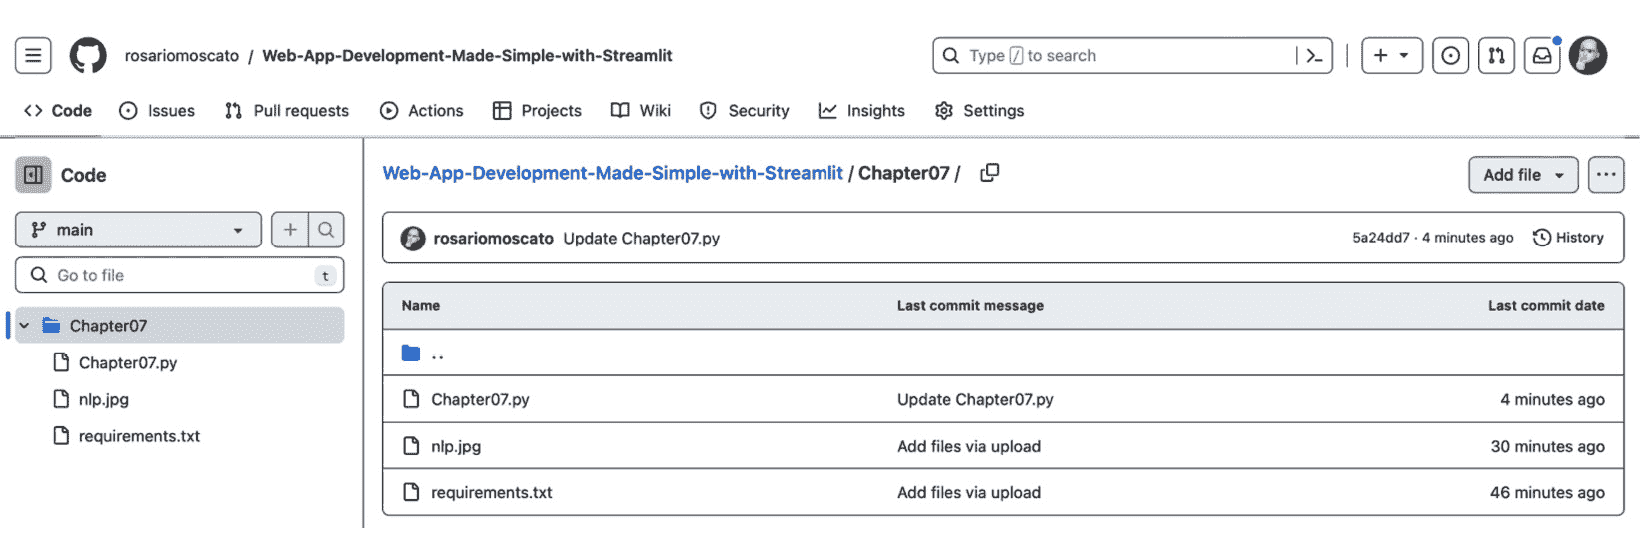 rosariomoscato / Web-App-Development-Made-Simple-with-Streamlit
Type / to search
Code
Issues
Pull requests
Actions
Projects
Wiki
Security
Insights
Settings
Code
Web-App-Development-Made-Simple-with-Streamlit / Chapter07 /
Add file
main
rosariomoscato Update Chapter07.py
5a24dd7 · 4 minutes ago
History
Go to file
t
Name
Last commit message
Last commit date
Chapter07
..
Chapter07.py
nlp.jpg
requirements.txt
Chapter07.py
Update Chapter07.py
4 minutes ago
nlp.jpg
Add files via upload
30 minutes ago
requirements.txt
Add files via upload
46 minutes ago